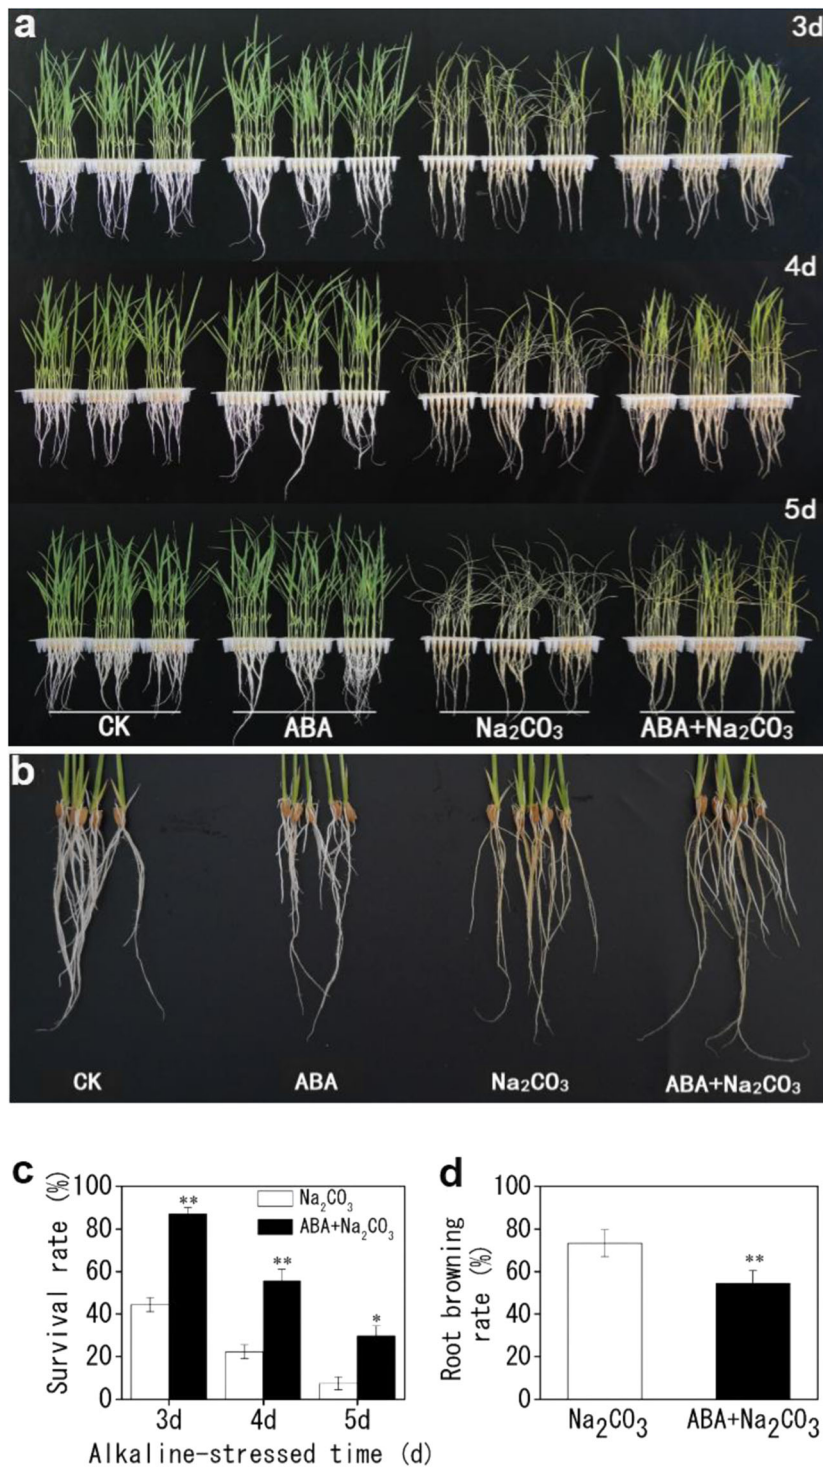 a
3d
4d
5d
CK ABA Na₂CO₃ ABA+Na₂CO₃
b
CK ABA Na₂CO₃ ABA+Na₂CO₃
c
Survival rate (%)
100
80
60
40
20
0
Na₂CO₃
ABA+Na₂CO₃
**
**
*
3d 4d 5d
Alkaline-stressed time (d)
d
Root browning
rate (%)
100
80
60
40
20
0
**
Na₂CO₃ ABA+Na₂CO₃